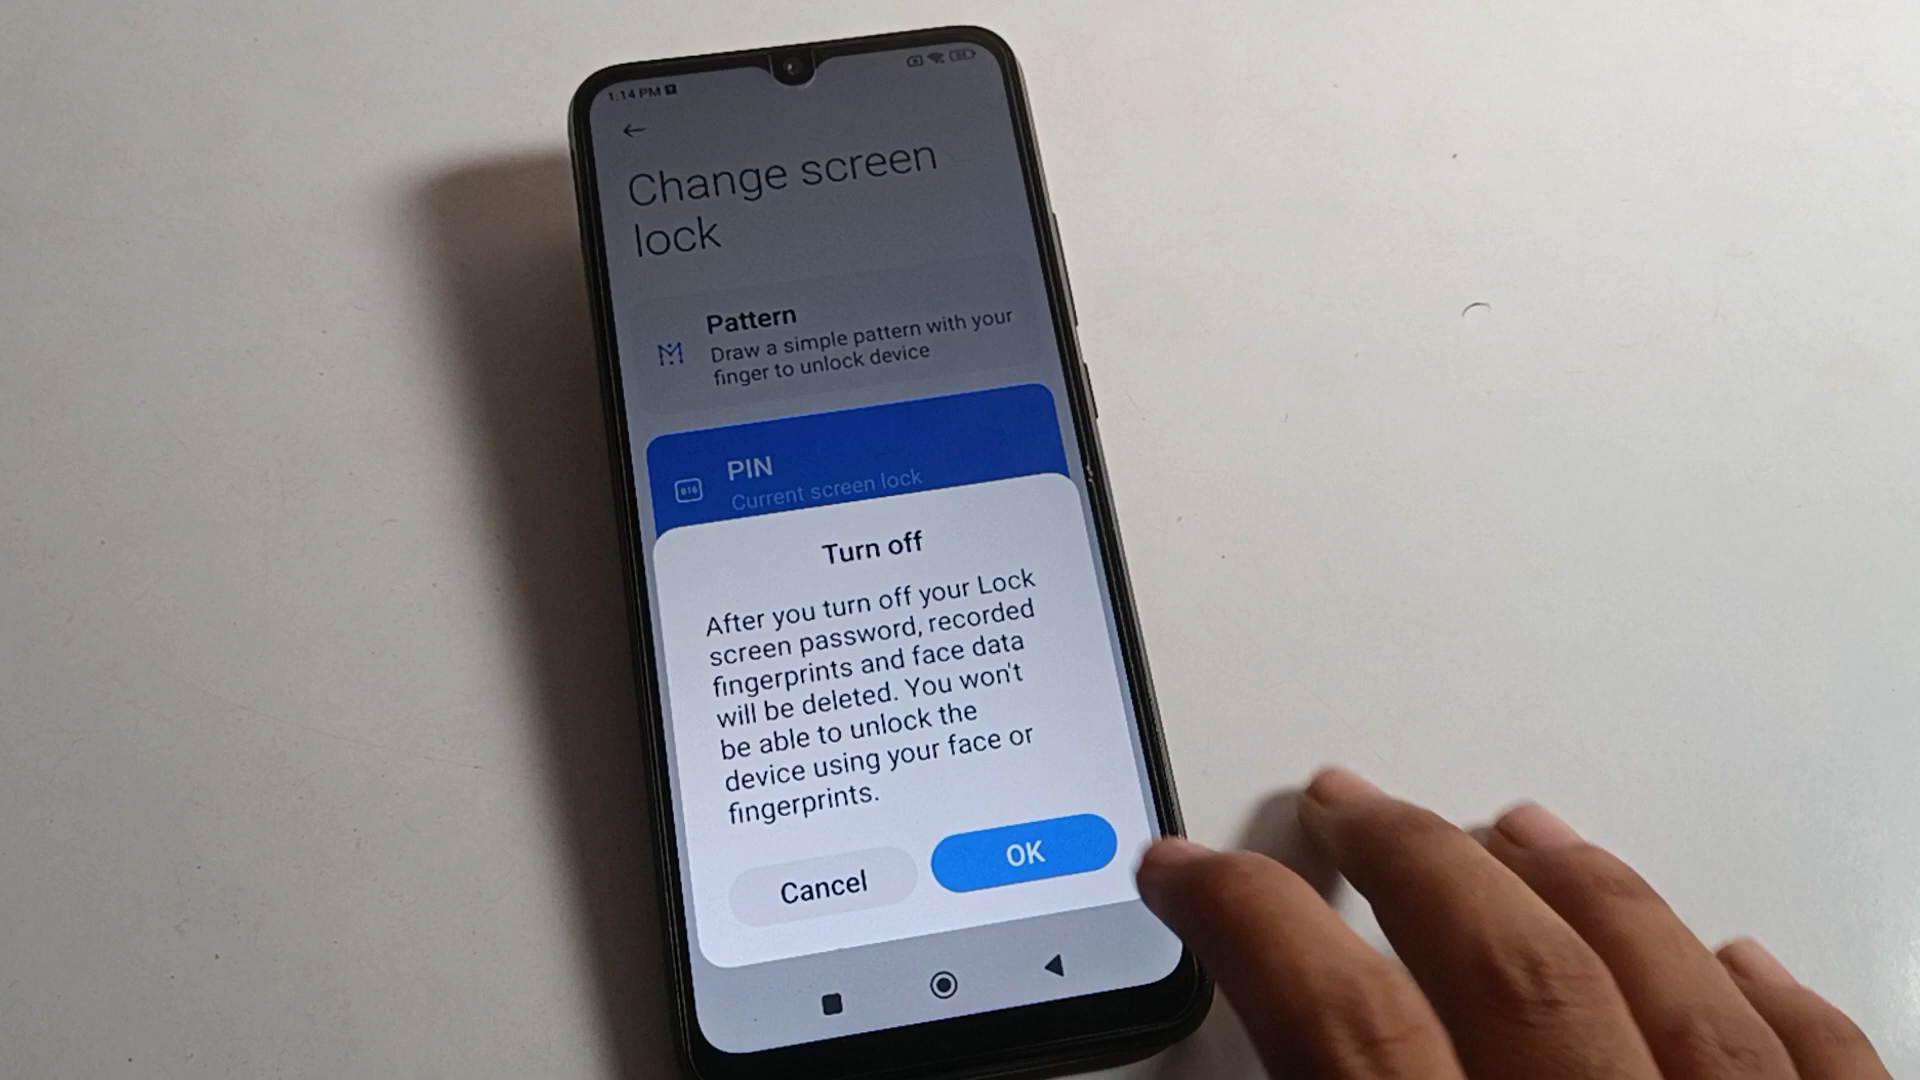 1:14 PM
Change screen
lock
Pattern
Draw a simple pattern with your
finger to unlock device
PIN
Current screen lock
Turn off
After you turn off your Lock
screen password, recorded
fingerprints and face data
will be deleted. You won't
be able to unlock the
device using your face or
fingerprints.
Cancel
OK